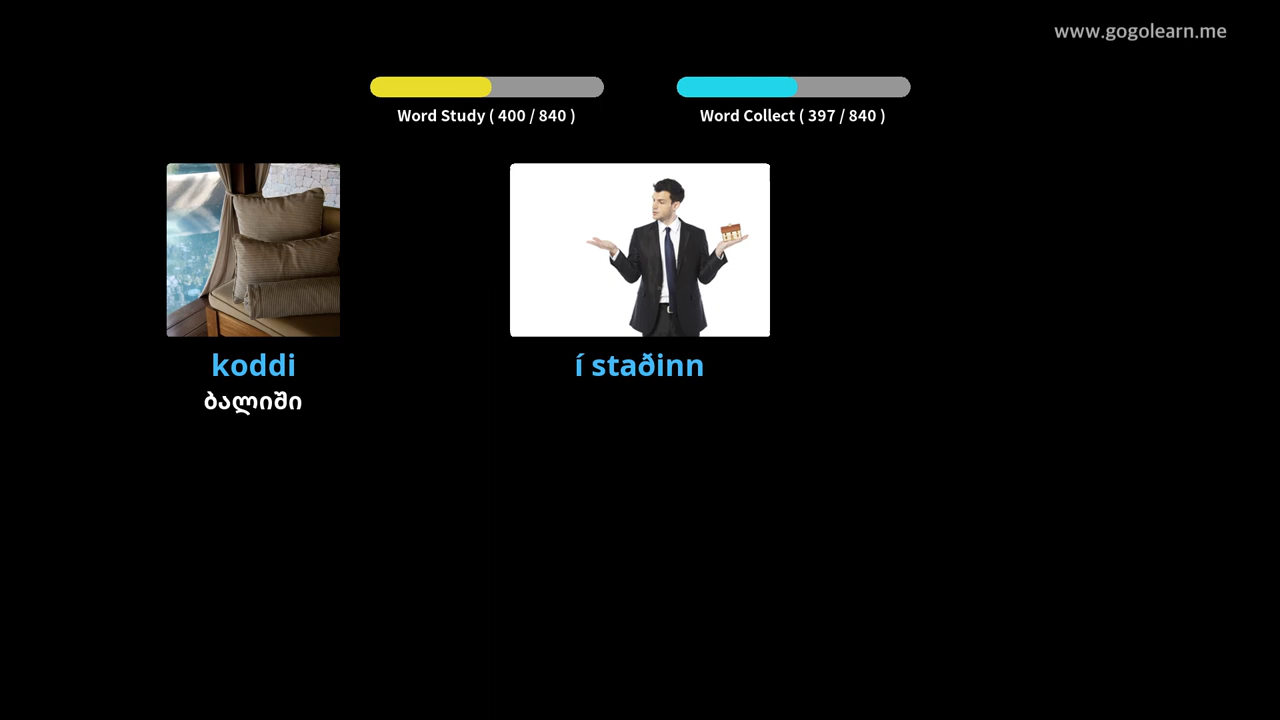 www.gogolearn.me
Word Study ( 400 / 840 )
Word Collect ( 397 / 840 )
koddi
ბალიში
í staðinn